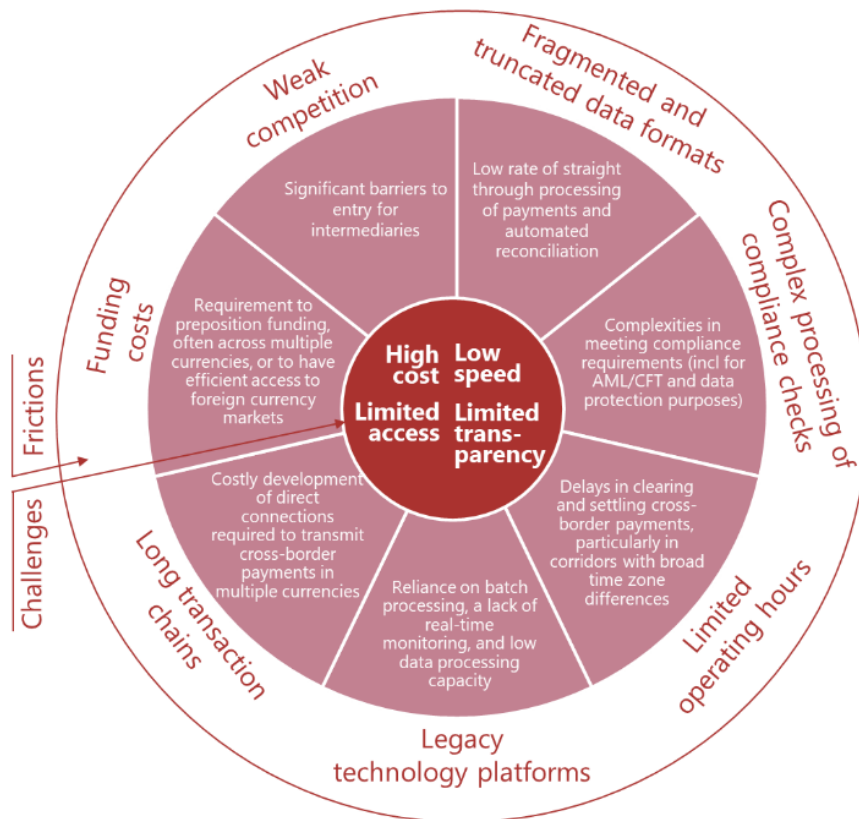 Weak
competition
Fragmented and
truncated data formats
Complex processing of
compliance checks
Limited
operating hours
Legacy
technology platforms
Long transaction
chains
Funding
costs
Frictions
Challenges
Significant barriers to
entry for
intermediaries
Low rate of straight
through processing
of payments and
automated
reconciliation
Complexities in
meeting compliance
requirements (incl for
AML/CFT and data
protection purposes)
Delays in clearing
and settling cross-
border payments,
particularly in
corridors with broad
time zone
differences
Reliance on batch
processing, a lack of
real-time
monitoring, and low
data processing
capacity
Costly development
of direct
connections
required to transmit
cross-border
payments in
multiple currencies
Requirement to
preposition funding,
often across multiple
currencies, or to have
efficient access to
foreign currency
markets
High
cost
Low
speed
Limited
access
Limited
trans-
parency